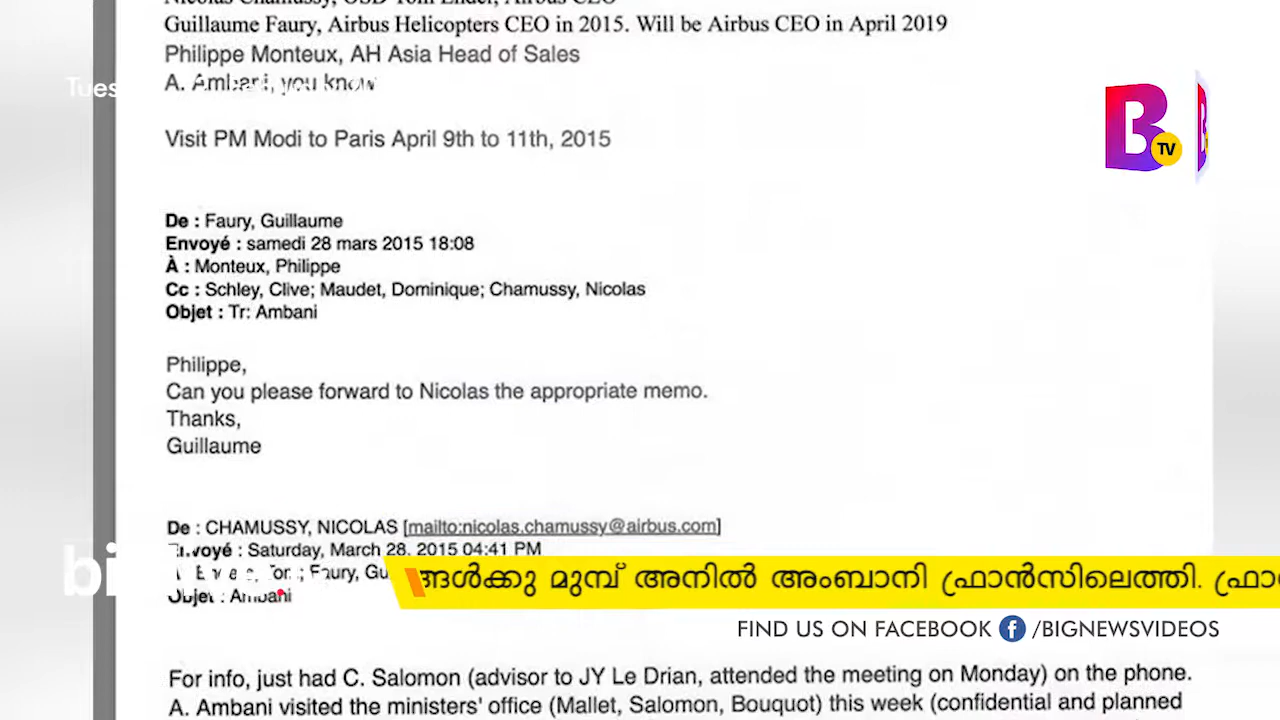 Guillaume Faury, Airbus Helicopters CEO in 2015. Will be Airbus CEO in April 2019
Philippe Monteux, AH Asia Head of Sales
A. Ambani, you know
Visit PM Modi to Paris April 9th to 11th, 2015
B TV
De : Faury, Guillaume
Envoyé : samedi 28 mars 2015 18:08
À : Monteux, Philippe
Cc : Schley, Clive; Maudet, Dominique; Chamussy, Nicolas
Objet : Tr: Ambani
Philippe,
Can you please forward to Nicolas the appropriate memo.
Thanks,
Guillaume
De : CHAMUSSY, NICOLAS [mailto:nicolas.chamussy@airbus.com]
Envoyé : Saturday, March 28, 2015 04:41 PM
Objet : Ambani
മുമ്പ് അനിൽ അംബാനി ഫ്രാൻസിലെത്തി.
FIND US ON FACEBOOK f /BIGNEWSVIDEOS
For info, just had C. Salomon (advisor to JY Le Drian, attended the meeting on Monday) on the phone.
A. Ambani visited the ministers' office (Mallet, Salomon, Bouquot) this week (confidential and planned